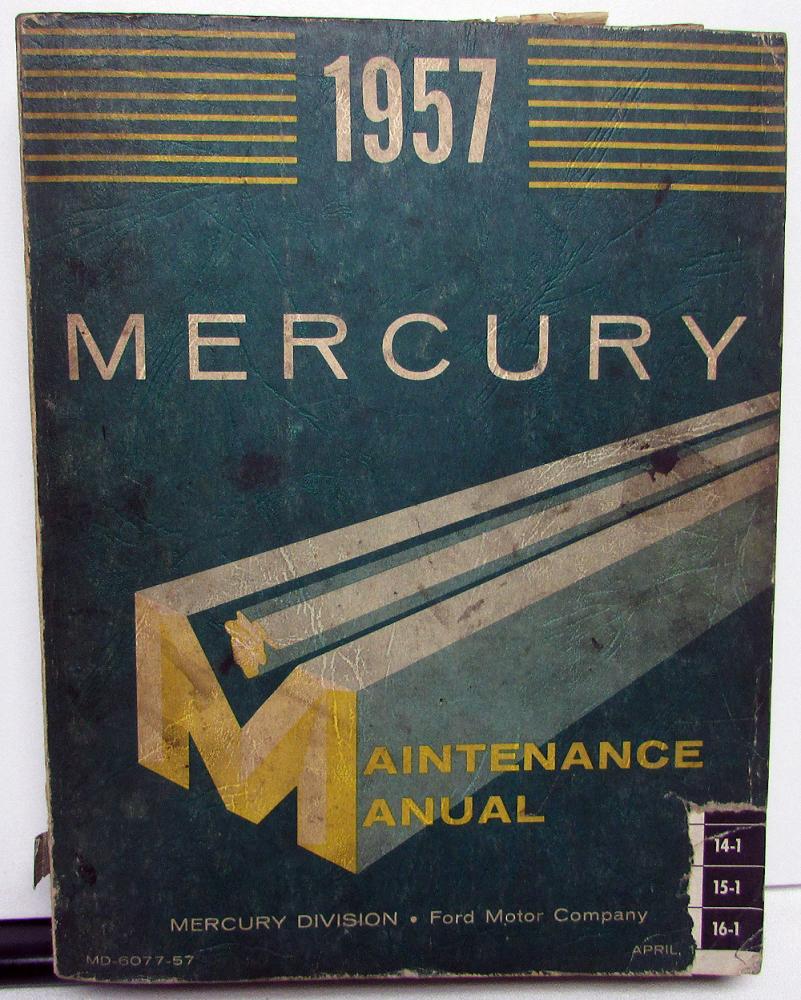 1957
MERCURY
MAINTENANCE
MANUAL
14-1
15-1
16-1
MERCURY DIVISION • Ford Motor Company
MD-6077-57
APRIL,